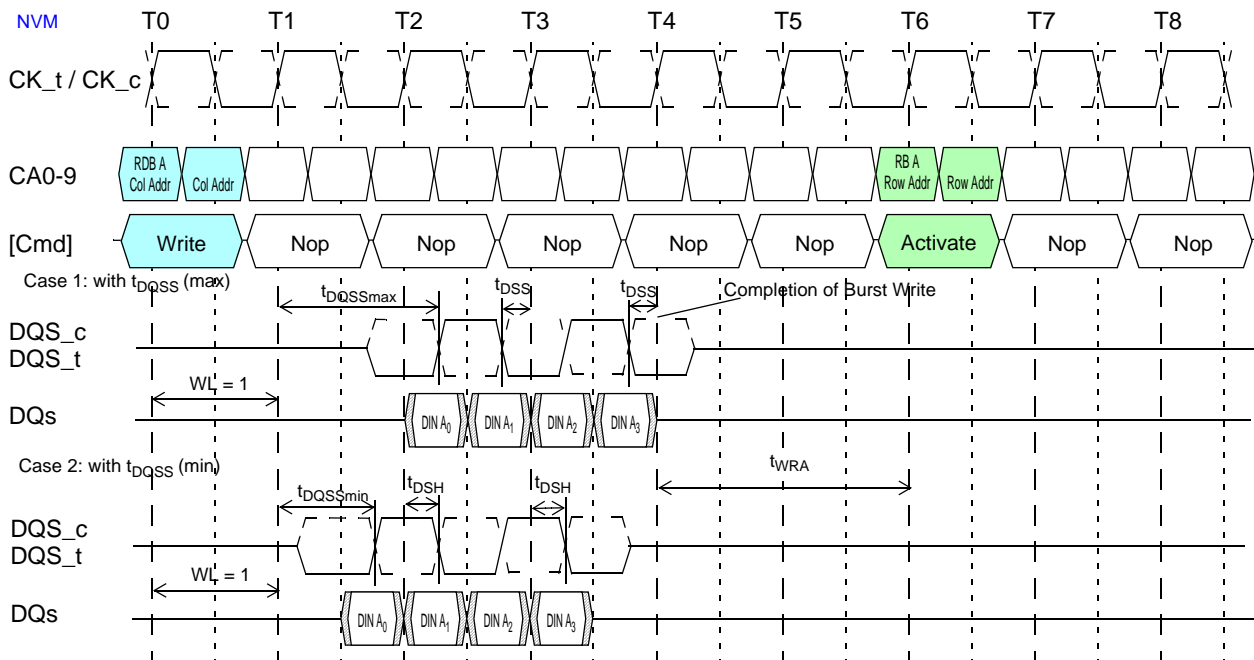 NVM T0 T1 T2 T3 T4 T5 T6 T7 T8
CK_t / CK_c
CA0-9 RDB A Col Addr Col Addr RB A Row Addr Row Addr
[Cmd] Write Nop Nop Nop Nop Nop Activate Nop Nop
Case 1: with tDQSS (max)
tDQSSmax tDSS tDSS Completion of Burst Write
DQS_c
DQS_t
WL = 1
DQs DIN A0 DIN A1 DIN A2 DIN A3
Case 2: with tDQSS (min)
tDQSSmin tDSH tDSH tWRA
DQS_c
DQS_t
WL = 1
DQs DIN A0 DIN A1 DIN A2 DIN A3